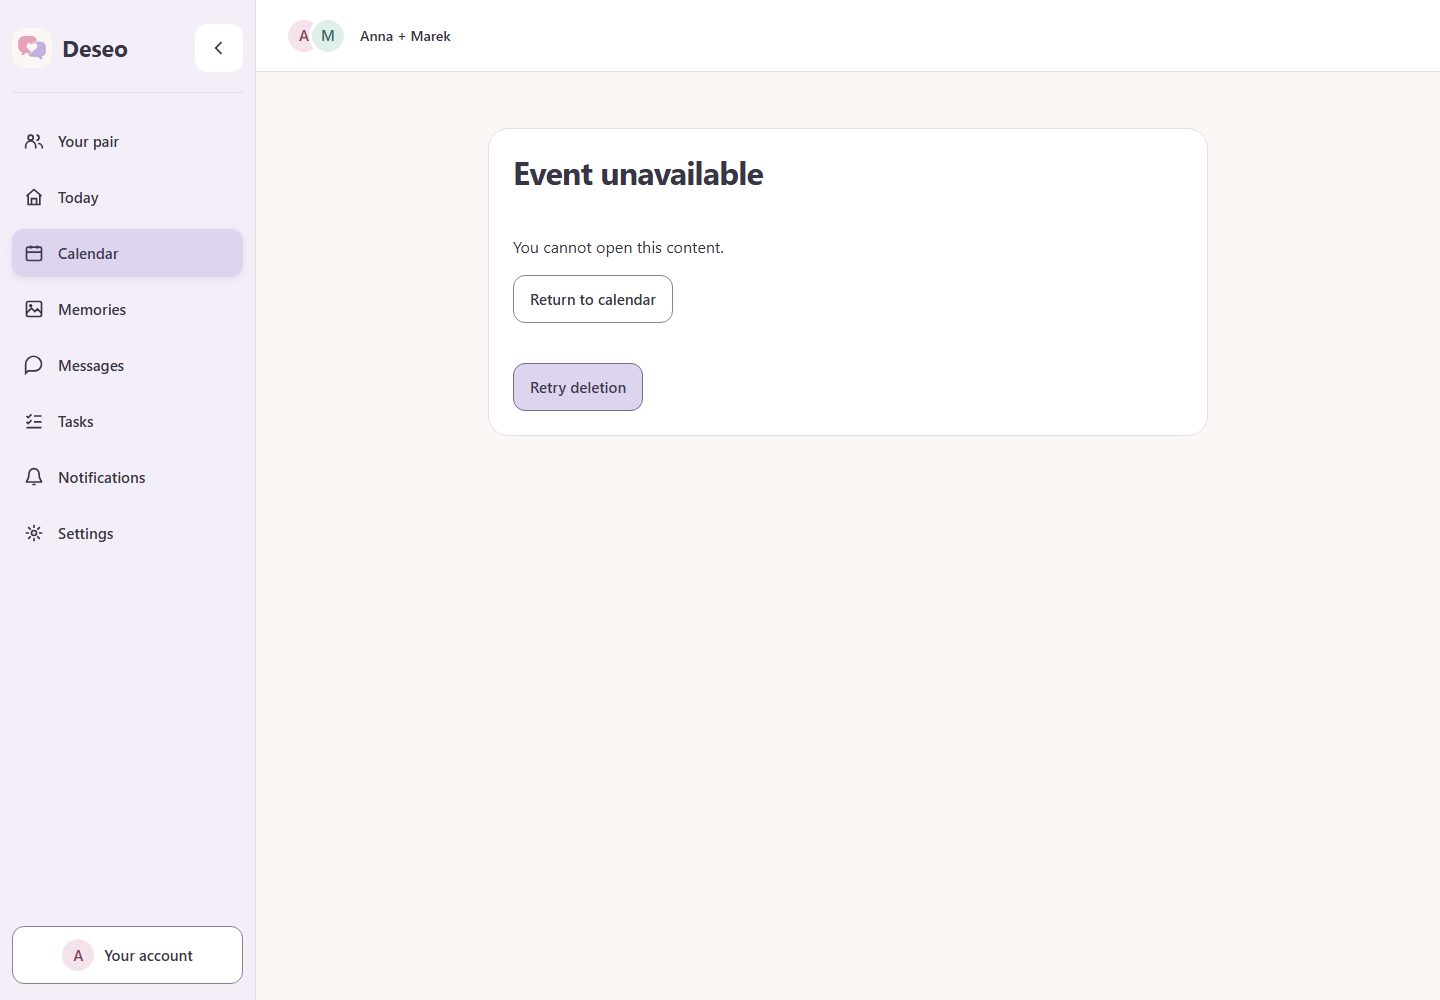 Deseo
Your pair
Today
Calendar
Memories
Messages
Tasks
Notifications
Settings
A Your account
A M Anna + Marek
Event unavailable
You cannot open this content.
Return to calendar
Retry deletion